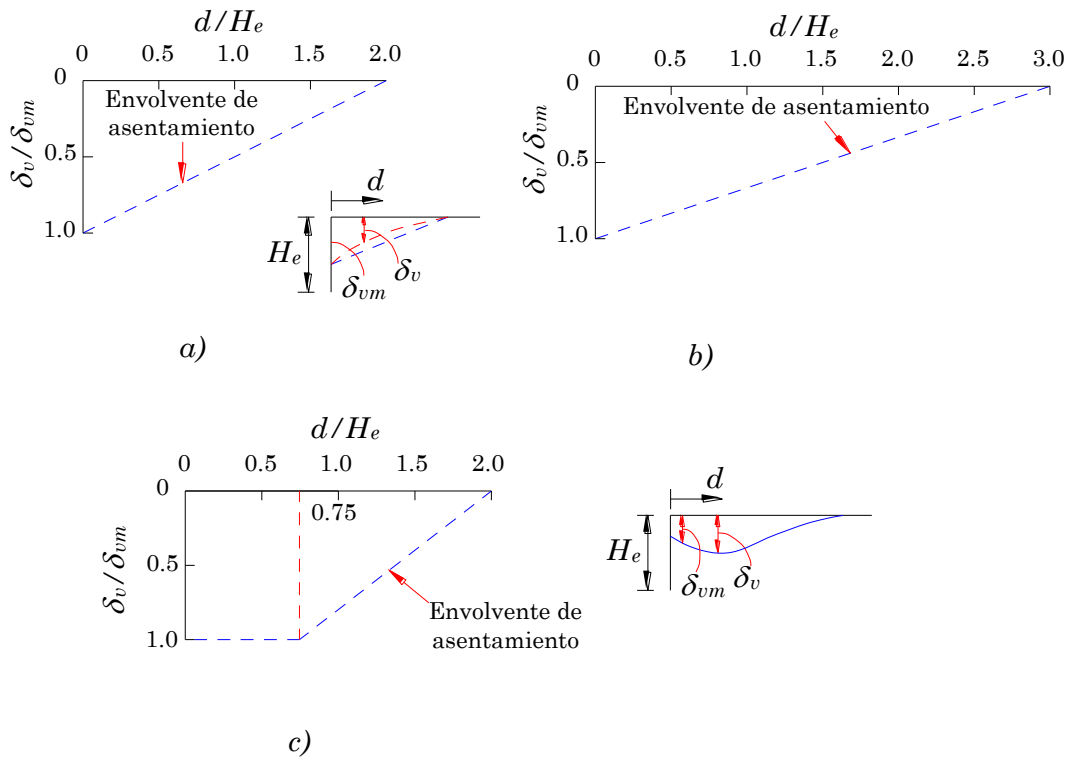 d/Hₑ
0 0.5 1.0 1.5 2.0
0
Envolvente de
asentamiento
δᵥ/δᵥₘ
0.5
1.0
d
Hₑ
δᵥ
δᵥₘ
a)
d/Hₑ
0 0.5 1.0 1.5 2.0 2.5 3.0
0
Envolvente de asentamiento
δᵥ/δᵥₘ
0.5
1.0
b)
d/Hₑ
0 0.5 1.0 1.5 2.0
0
0.75
δᵥ/δᵥₘ
0.5
1.0
Envolvente de
asentamiento
d
Hₑ
δᵥₘ
δᵥ
c)